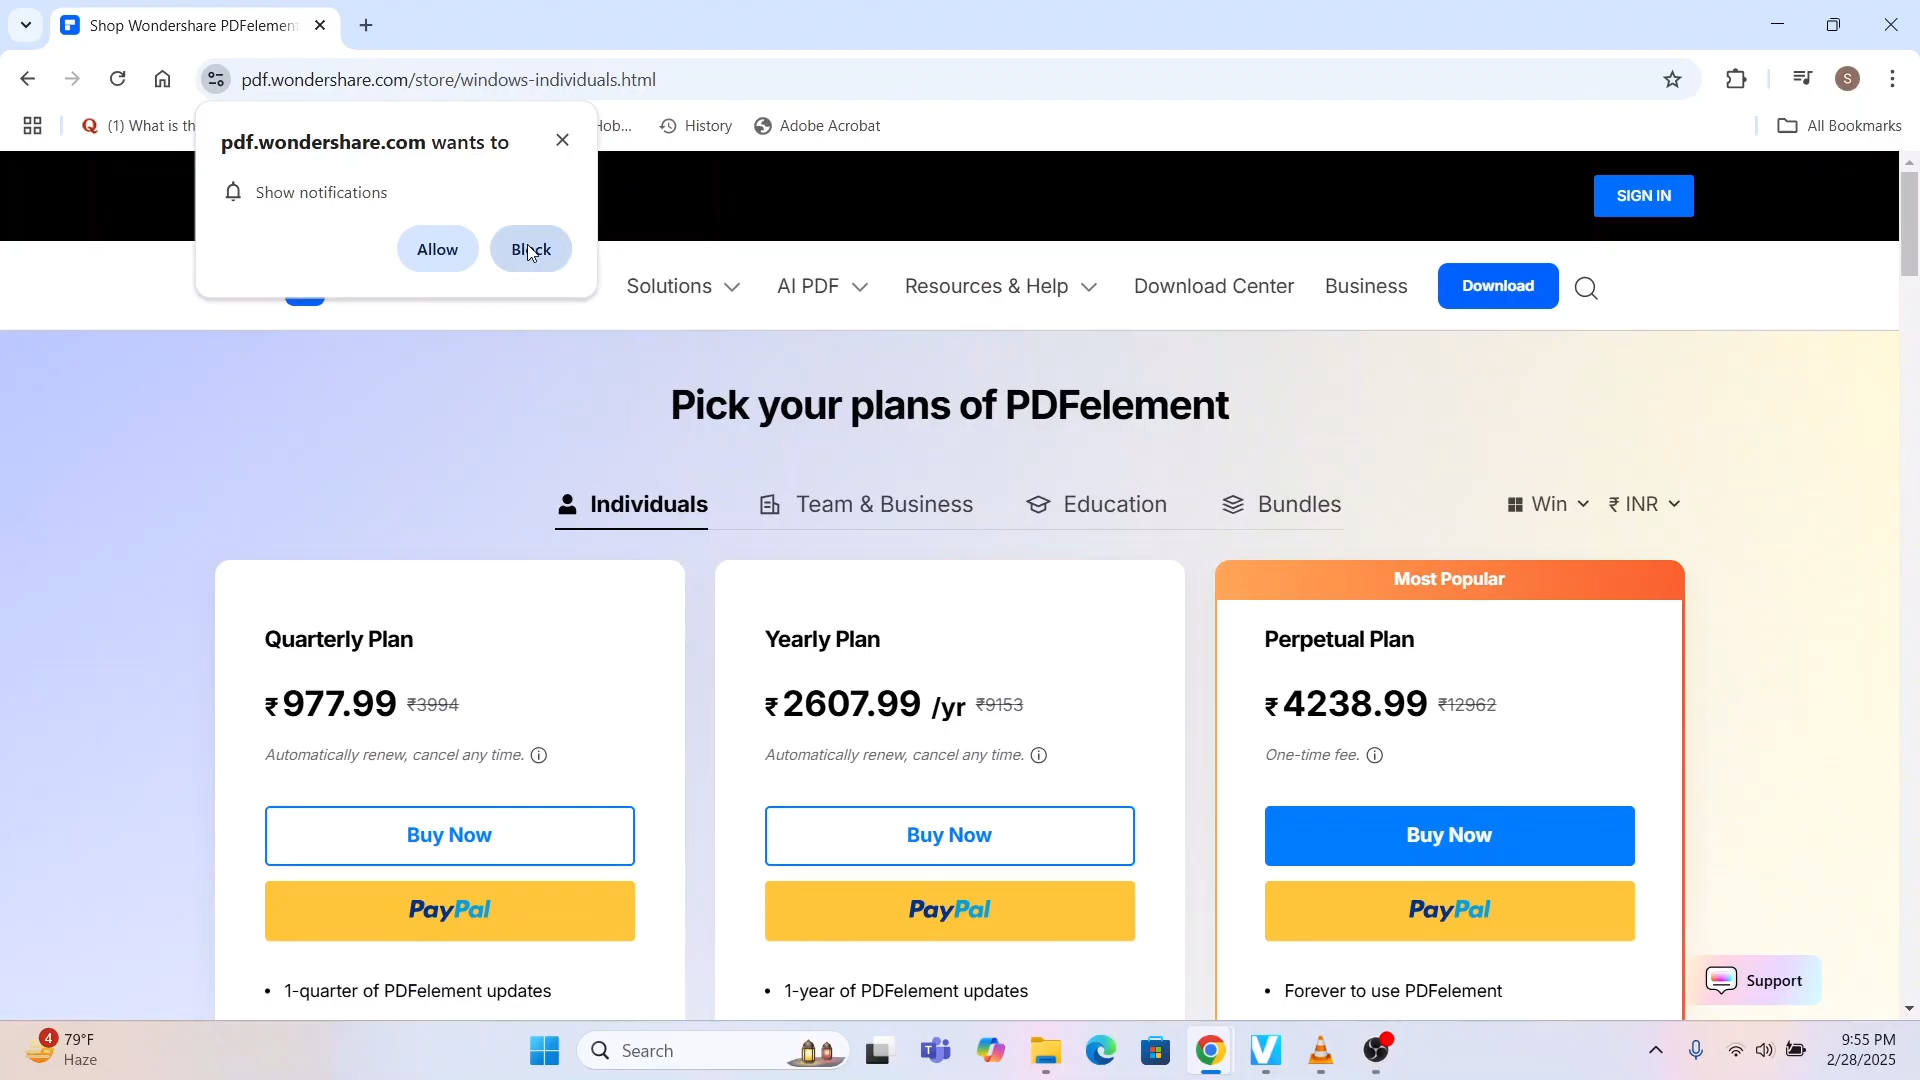 Shop Wondershare PDFelement
pdf.wondershare.com/store/windows-individuals.html
S
(1) What is th
Hob...
History
Adobe Acrobat
All Bookmarks
pdf.wondershare.com wants to
Show notifications
Allow
Block
SIGN IN
Solutions
AI PDF
Resources & Help
Download Center
Business
Download
Pick your plans of PDFelement
Individuals
Team & Business
Education
Bundles
Win
₹ INR
Most Popular
Quarterly Plan
₹977.99 ₹3994
Automatically renew, cancel any time.
Buy Now
PayPal
• 1-quarter of PDFelement updates
Yearly Plan
₹2607.99 /yr ₹9153
Automatically renew, cancel any time.
Buy Now
PayPal
• 1-year of PDFelement updates
Perpetual Plan
₹4238.99 ₹12962
One-time fee.
Buy Now
PayPal
• Forever to use PDFelement
Support
4
79°F
Haze
Search
9:55 PM
2/28/2025